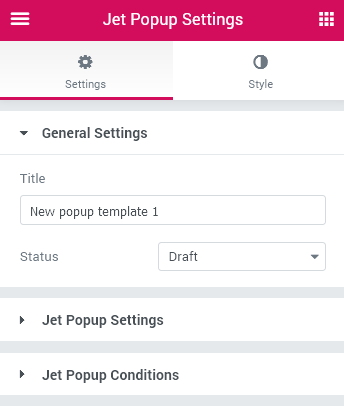 Jet Popup Settings
Settings
Style
General Settings
Title
New popup template 1
Status
Draft
Jet Popup Settings
Jet Popup Conditions